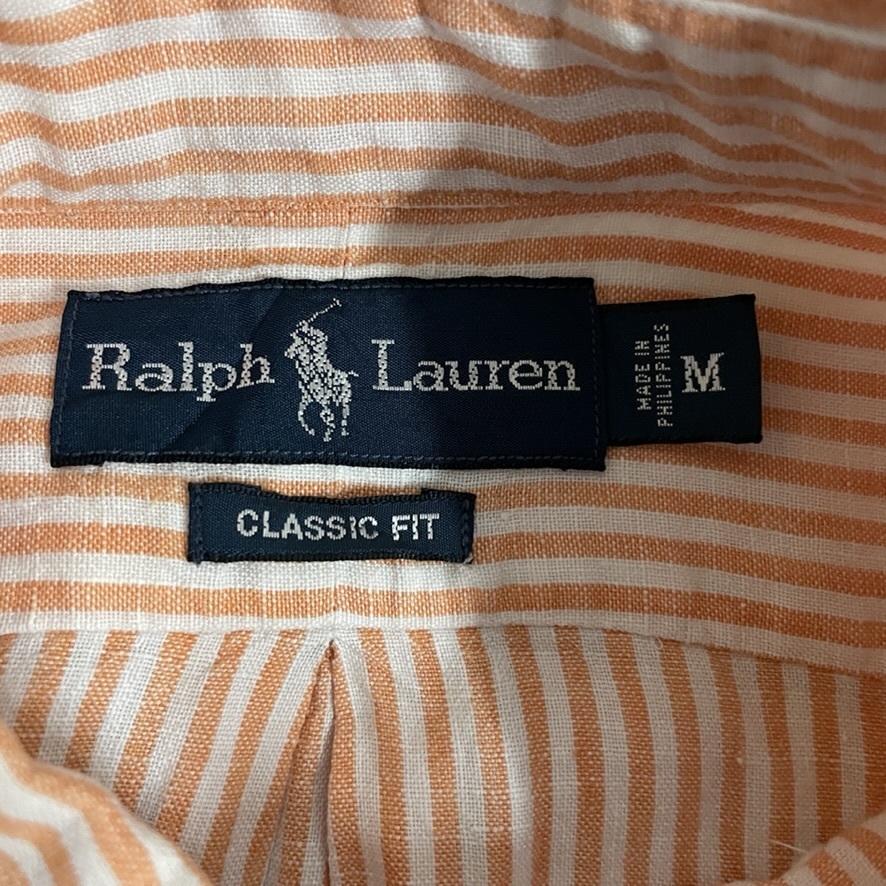 Ralph Lauren
MADE IN
PHILIPPINES
M
CLASSIC FIT